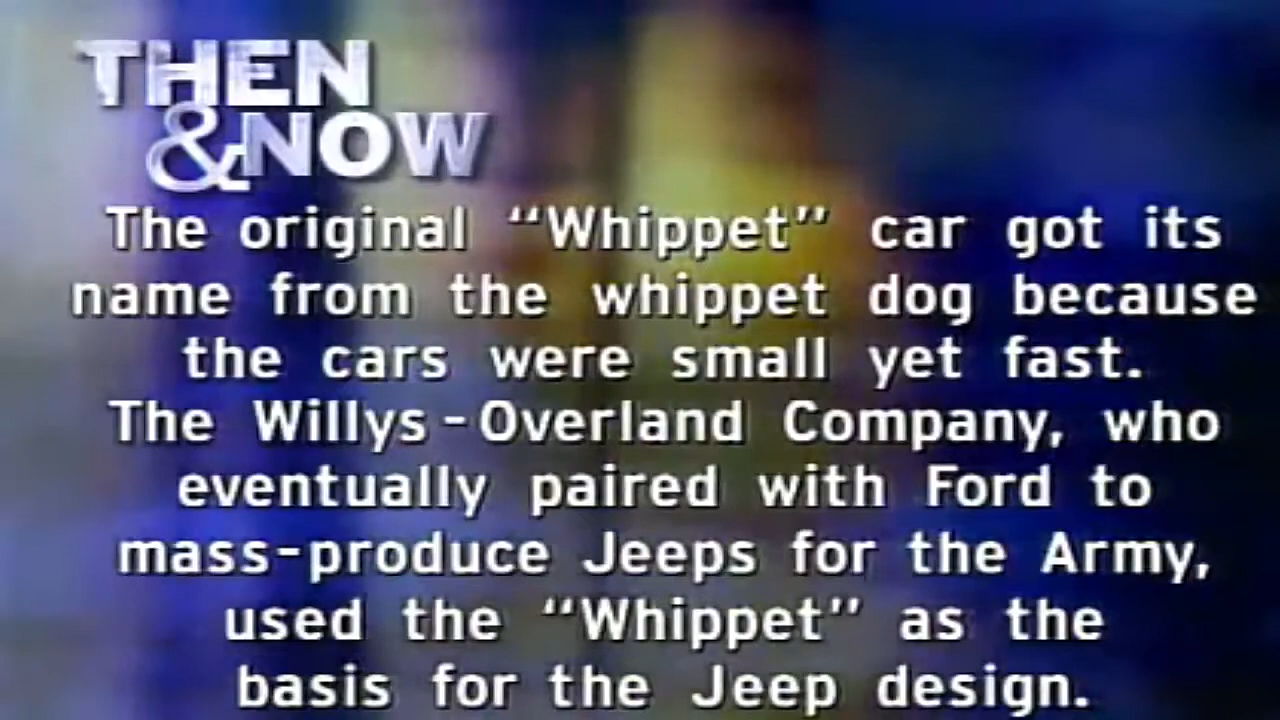 THEN
&NOW
The original “Whippet” car got its
name from the whippet dog because
the cars were small yet fast.
The Willys-Overland Company, who
eventually paired with Ford to
mass-produce Jeeps for the Army,
used the “Whippet” as the
basis for the Jeep design.